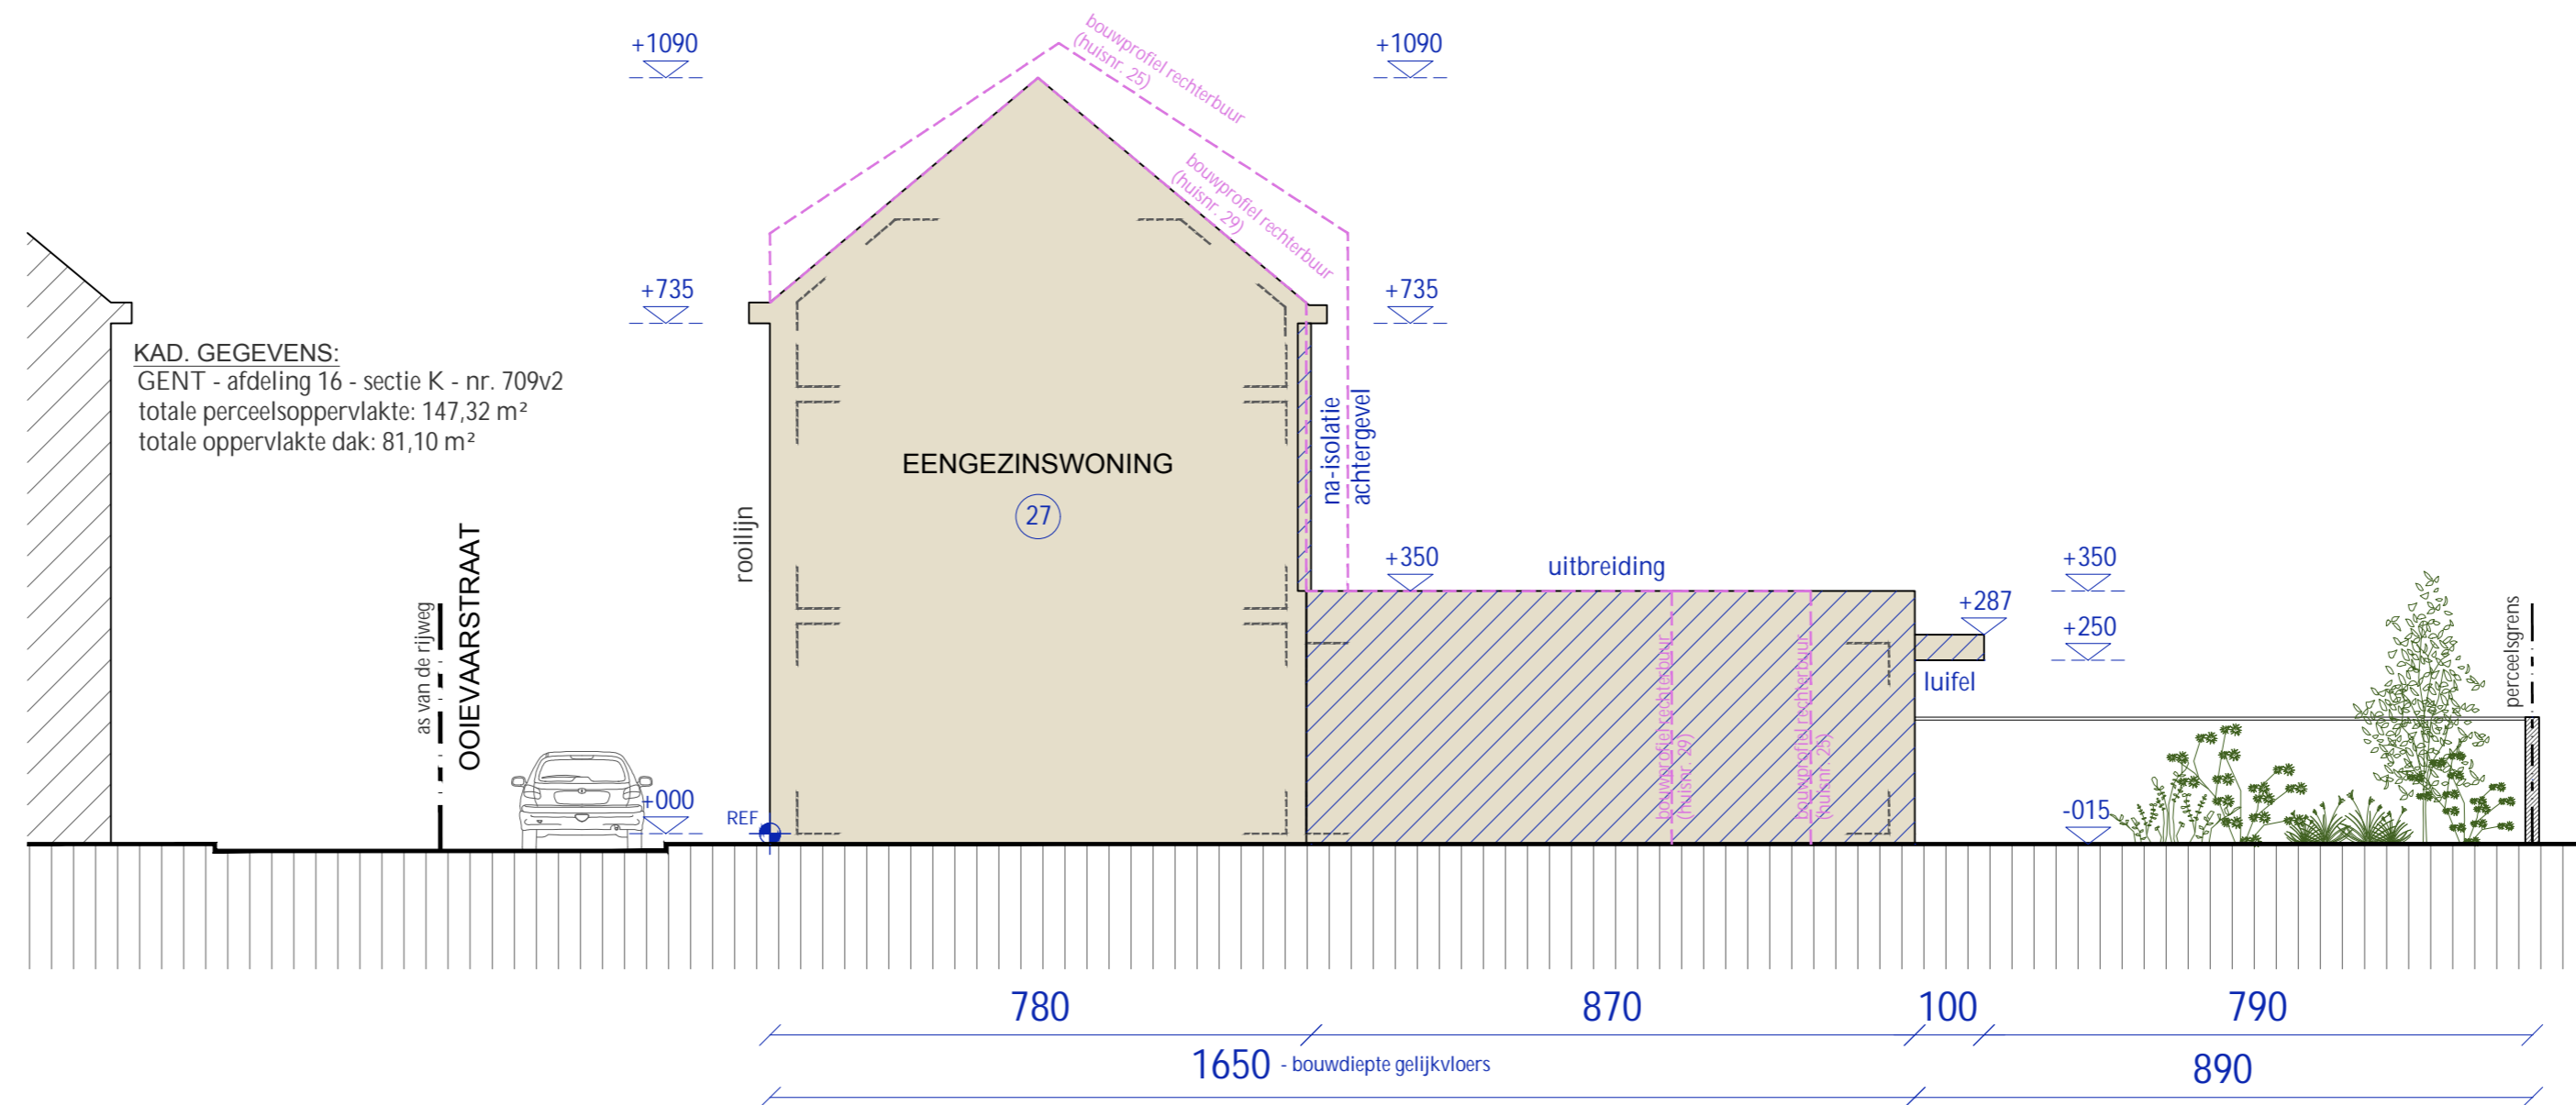 +1090
+1090
bouwprofiel rechterbuur
(huisnr. 25)
bouwprofiel rechterbuur
(huisnr. 29)
+735
+735
KAD. GEGEVENS:
GENT - afdeling 16 - sectie K - nr. 709v2
totale perceelsoppervlakte: 147,32 m²
totale oppervlakte dak: 81,10 m²
EENGEZINSWONING
27
na-isolatie
achtergevel
rooilijn
as van de rijweg
OOIEVAARSTRAAT
+350
uitbreiding
+350
+287
+250
luifel
perceelsgrens
bouwprofiel rechterbuur
(huisnr. 29)
bouwprofiel rechterbuur
(huisnr. 25)
+000
REF
-015
780
870
100
790
1650 - bouwdiepte gelijkvloers
890